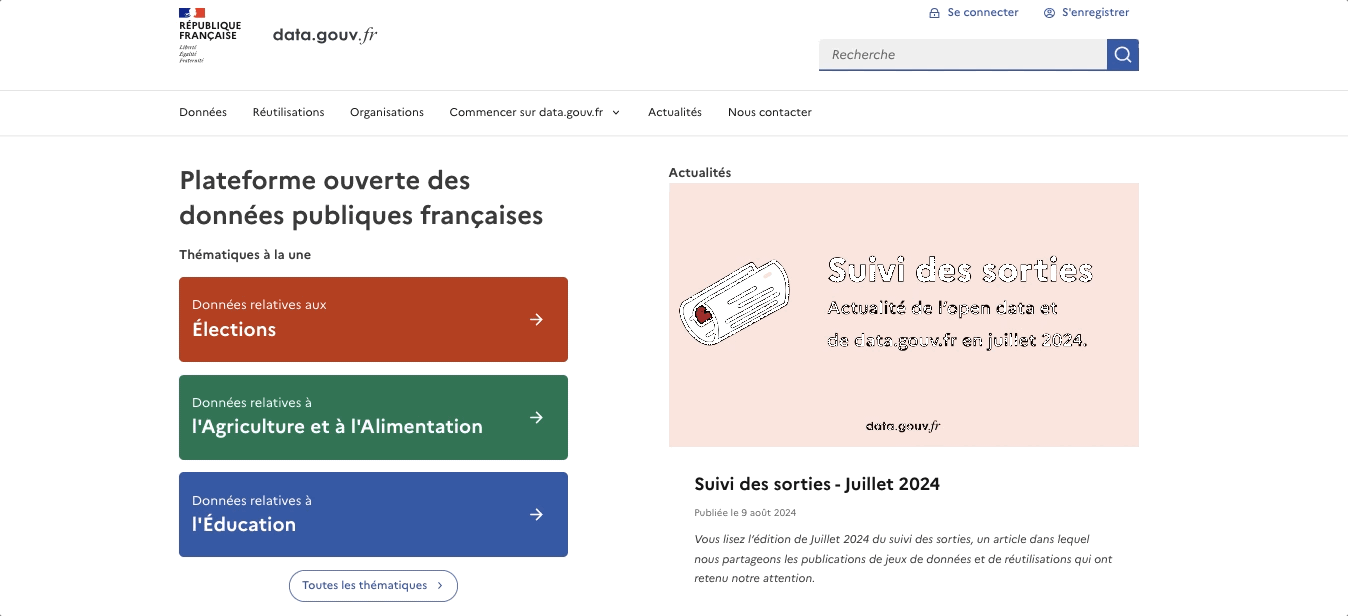 RÉPUBLIQUE
FRANÇAISE
Liberté
Égalité
Fraternité
data.gouv.fr
Se connecter
S'enregistrer
Recherche
Données
Réutilisations
Organisations
Commencer sur data.gouv.fr
Actualités
Nous contacter
Plateforme ouverte des
données publiques françaises
Thématiques à la une
Données relatives aux
Élections
Données relatives à
l'Agriculture et à l'Alimentation
Données relatives à
l'Éducation
Toutes les thématiques
Actualités
Suivi des sorties
Actualité de l'open data et
de data.gouv.fr en juillet 2024.
data.gouv.fr
Suivi des sorties - Juillet 2024
Publiée le 9 août 2024
Vous lisez l’édition de Juillet 2024 du suivi des sorties, un article dans lequel
nous partageons les publications de jeux de données et de réutilisations qui ont
retenu notre attention.